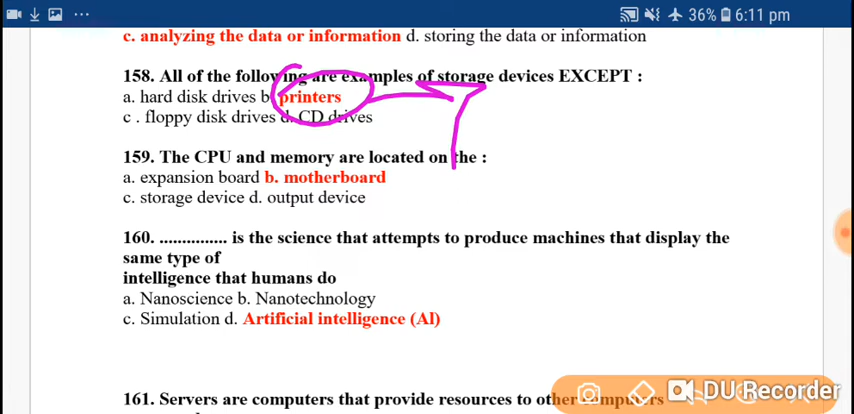 36% 6:11 pm
c. analyzing the data or information d. storing the data or information
158. All of the following are examples of storage devices EXCEPT :
a. hard disk drives b. printers
c . floppy disk drives d. CD drives
159. The CPU and memory are located on the :
a. expansion board b. motherboard
c. storage device d. output device
160. ............... is the science that attempts to produce machines that display the
same type of
intelligence that humans do
a. Nanoscience b. Nanotechnology
c. Simulation d. Artificial intelligence (Al)
161. Servers are computers that provide resources to other computers
DU Recorder